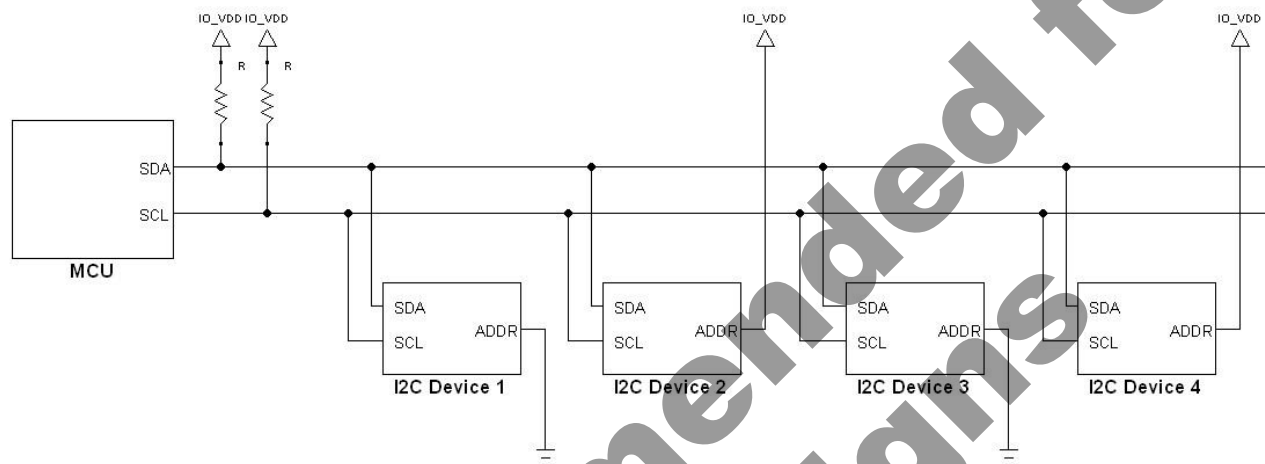 IO_VDD IO_VDD IO_VDD IO_VDD
R R
SDA
SCL
MCU
SDA SDA SDA SDA
ADDR ADDR ADDR ADDR
SCL SCL SCL SCL
I2C Device 1 I2C Device 2 I2C Device 3 I2C Device 4